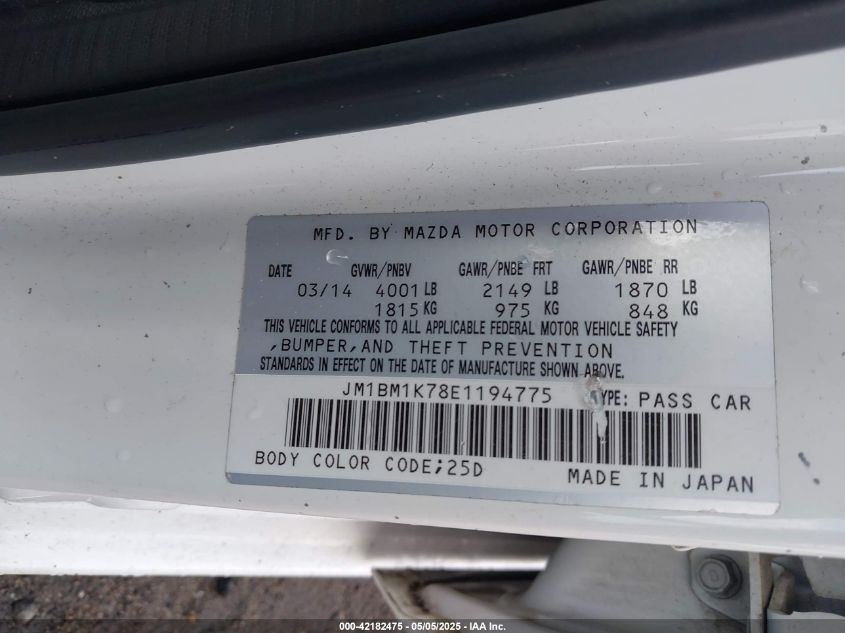 MFD. BY MAZDA MOTOR CORPORATION
DATE GVWR/PNBV GAWR/PNBE FRT GAWR/PNBE RR
03/14 4001 LB 2149 LB 1870 LB
1815 KG 975 KG 848 KG
THIS VEHICLE CONFORMS TO ALL APPLICABLE FEDERAL MOTOR VEHICLE SAFETY
,BUMPER,AND THEFT PREVENTION
STANDARDS IN EFFECT ON THE DATE OF MANUFACTURE SHOWN ABOVE.
JM1BM1K78E1194775 YPE: PASS CAR
BODY COLOR CODE;25D MADE IN JAPAN
000-42182475 - 05/05/2025 - IAA Inc.